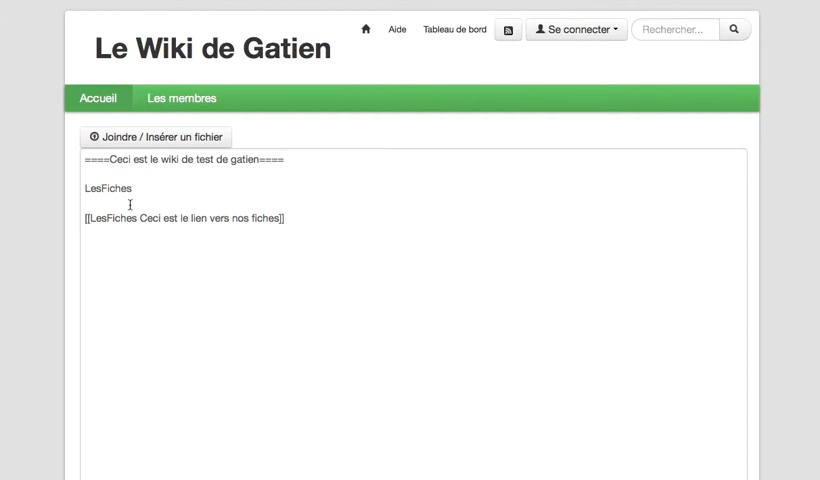 Le Wiki de Gatien
Aide
Tableau de bord
Se connecter
Rechercher...
Accueil
Les membres
Joindre / Insérer un fichier
====Ceci est le wiki de test de gatien====
LesFiches
[[LesFiches Ceci est le lien vers nos fiches]]